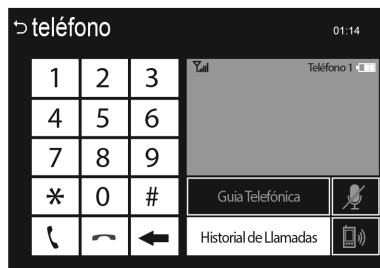 teléfono
01:14
1 2 3
Teléfono 1
4 5 6
7 8 9
* 0 #
Guia Telefónica
Historial de Llamadas